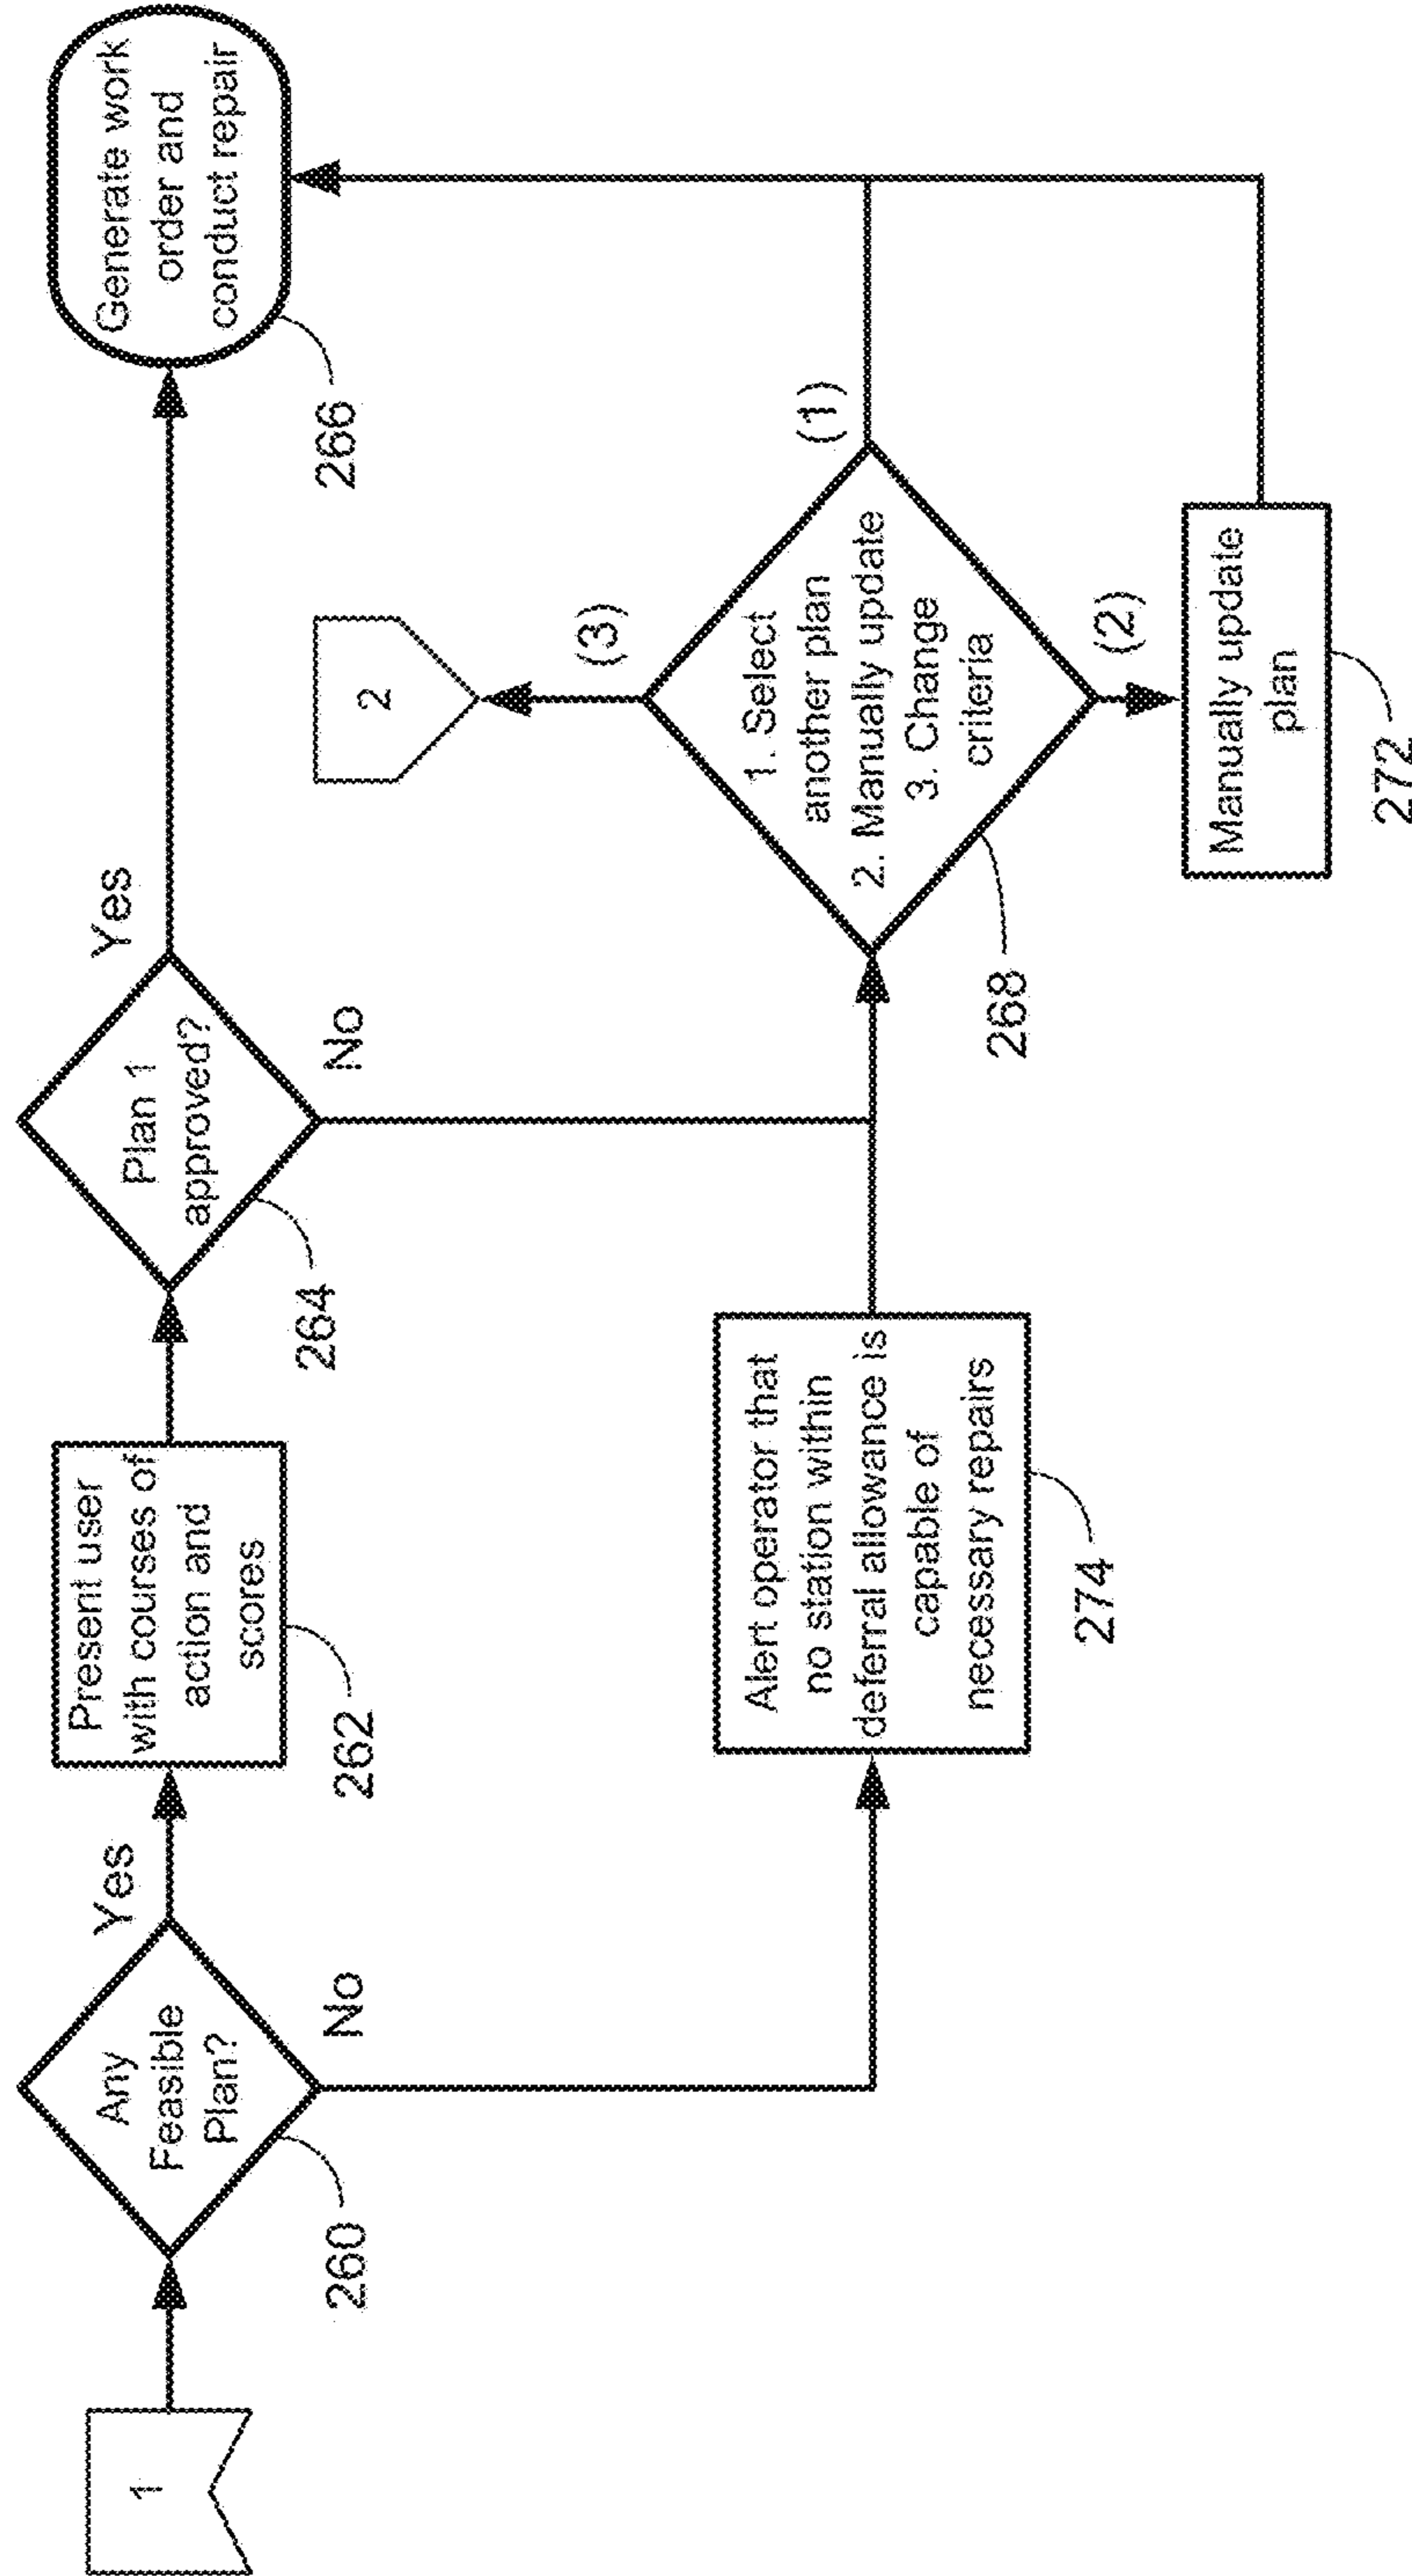 1
Any
Feasible
Plan?
260
Yes
No
Present user
with courses of
action and
scores
262
Plan 1
approved?
264
Yes
No
Generate work
order and
conduct repair
266
Alert operator that
no station within
deferral allowance is
capable of
necessary repairs
274
1. Select
another plan
2. Manually update
3. Change
criteria
268
(1)
(2)
(3)
2
Manually update
plan
272